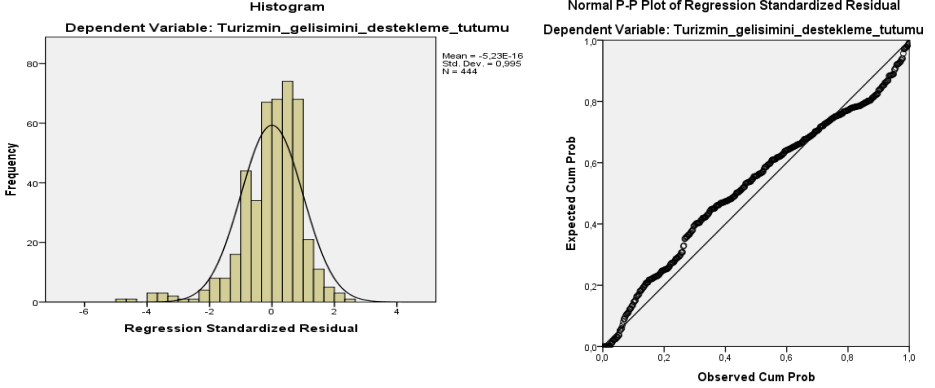 Histogram
Dependent Variable: Turizmin_gelisimini_destekleme_tutumu
Mean = -5,23E-16
Std. Dev. = 0,995
N = 444
80
60
40
20
0
Frequency
-6 -4 -2 0 2 4
Regression Standardized Residual
Normal P-P Plot of Regression Standardized Residual
Dependent Variable: Turizmin_gelisimini_destekleme_tutumu
1,0
0,8
0,6
0,4
0,2
0,0
Expected Cum Prob
0,0 0,2 0,4 0,6 0,8 1,0
Observed Cum Prob